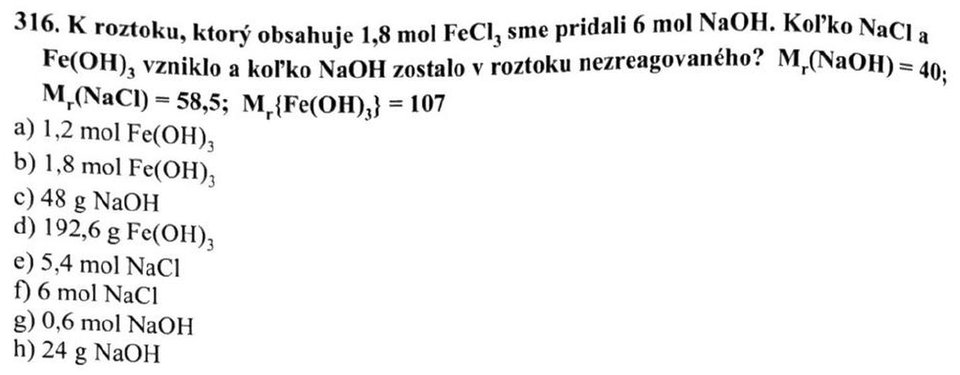 316. K roztoku, ktorý obsahuje 1,8 mol FeCl₃ sme pridali 6 mol NaOH. Koľko NaCl a
Fe(OH)₃ vzniklo a koľko NaOH zostalo v roztoku nezreagovaného? Mᵣ(NaOH) = 40;
Mᵣ(NaCl) = 58,5; Mᵣ{Fe(OH)₃} = 107
a) 1,2 mol Fe(OH)₃
b) 1,8 mol Fe(OH)₃
c) 48 g NaOH
d) 192,6 g Fe(OH)₃
e) 5,4 mol NaCl
f) 6 mol NaCl
g) 0,6 mol NaOH
h) 24 g NaOH